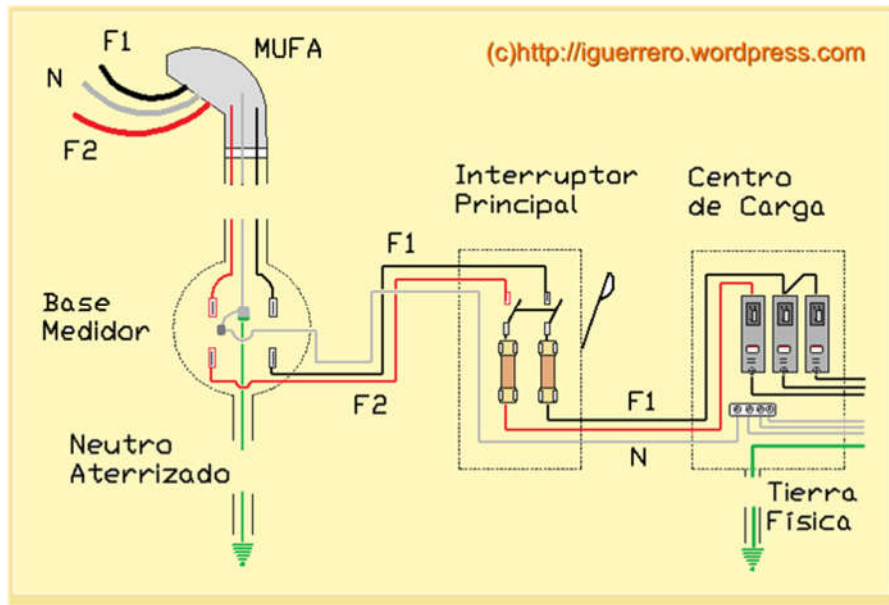 F1
MUFA
(c)http://iguerrero.wordpress.com
N
F2
Interruptor
Principal
Centro
de Carga
F1
Base
Medidor
F2
F1
Neutro
Aterrizado
N
Tierra
Física